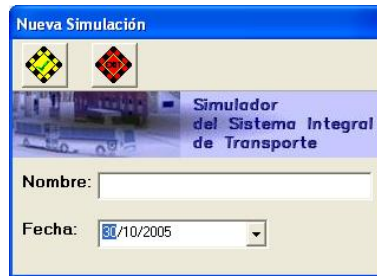 Nueva Simulación
Simulador
del Sistema Integral
de Transporte
Nombre:
Fecha: 30/10/2005